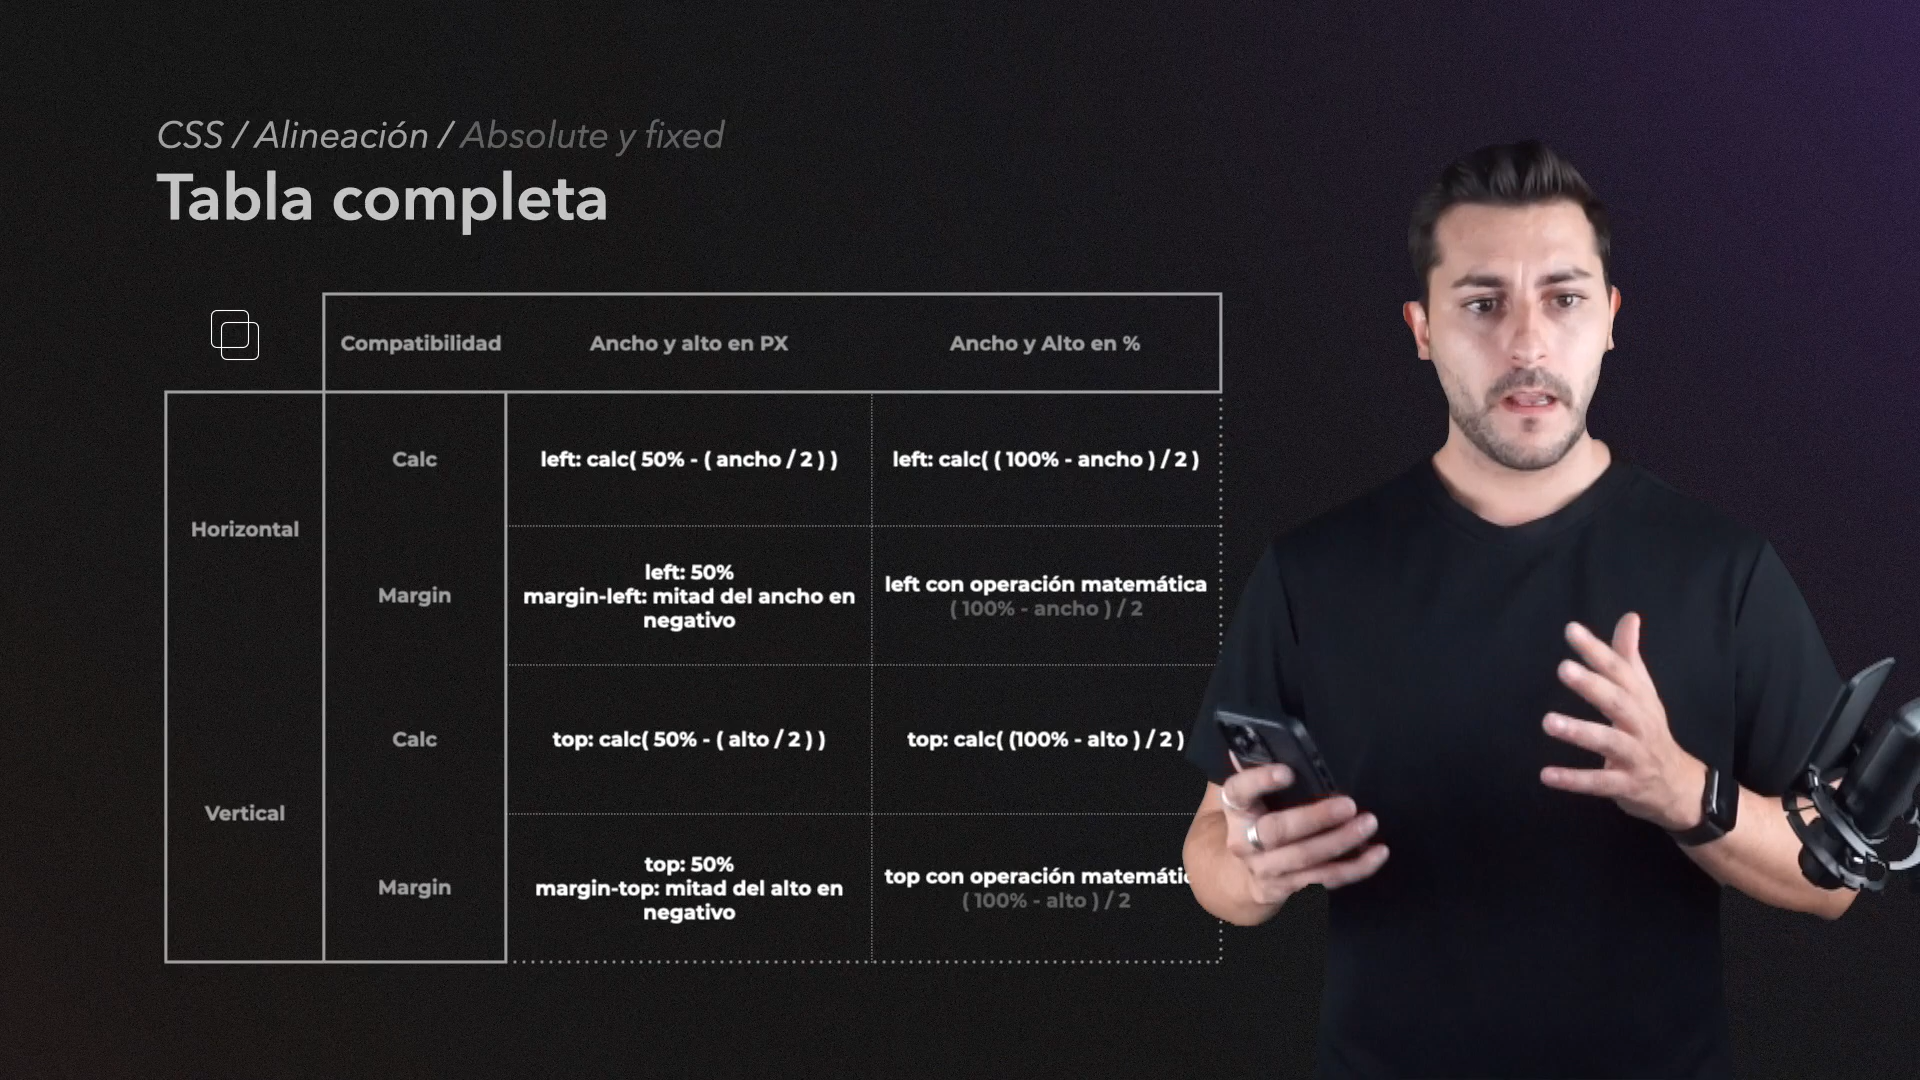 CSS / Alineación / Absolute y fixed
Tabla completa
Compatibilidad
Ancho y alto en PX
Ancho y Alto en %
Horizontal
Calc
left: calc( 50% - ( ancho / 2 ) )
left: calc( ( 100% - ancho ) / 2 )
Margin
left: 50%
margin-left: mitad del ancho en
negativo
left con operación matemática
( 100% - ancho ) / 2
Vertical
Calc
top: calc( 50% - ( alto / 2 ) )
top: calc( (100% - alto ) / 2 )
Margin
top: 50%
margin-top: mitad del alto en
negativo
top con operación
( 100% - alto ) / 2